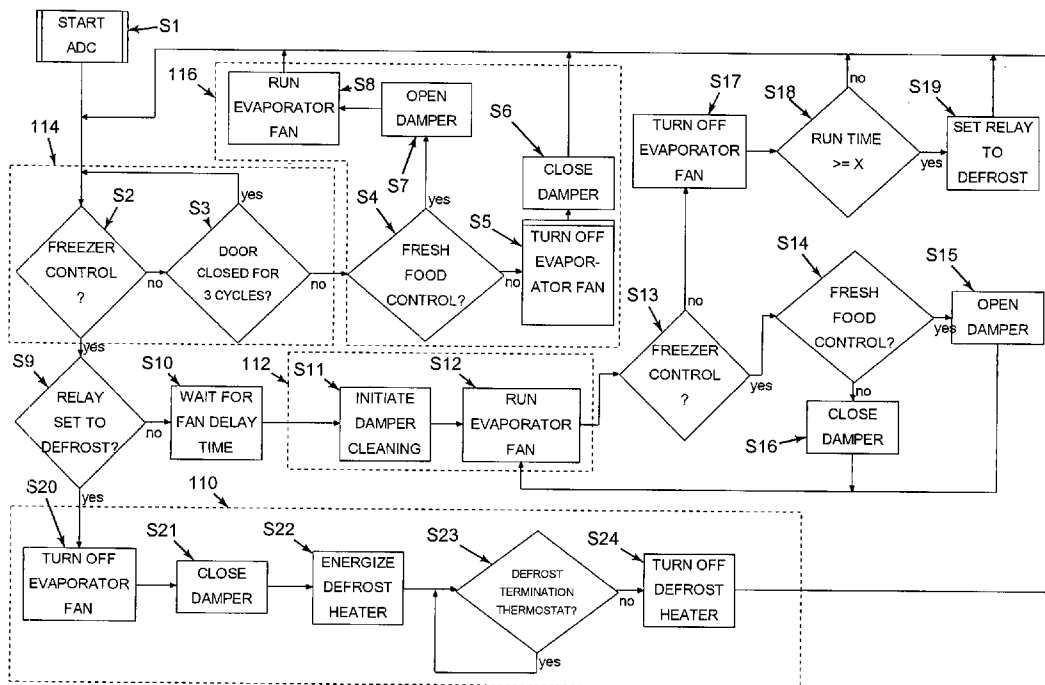 START
ADC
S1
116
RUN
EVAPORATOR
FAN
S8
OPEN
DAMPER
S7
S6
CLOSE
DAMPER
S17
TURN OFF
EVAPORATOR
FAN
S18
no
RUN TIME
>= X
yes
S19
SET RELAY
TO
DEFROST
114
S2
FREEZER
CONTROL
?
no
yes
S3
yes
DOOR
CLOSED FOR
3 CYCLES?
no
S4
yes
FRESH
FOOD
CONTROL?
no
S5
TURN OFF
EVAPOR-
ATOR FAN
S13
no
FREEZER
CONTROL
?
yes
S14
FRESH
FOOD
CONTROL?
yes
no
S15
OPEN
DAMPER
S16
CLOSE
DAMPER
S9
RELAY
SET TO
DEFROST?
no
yes
S10
WAIT FOR
FAN DELAY
TIME
112
S11
INITIATE
DAMPER
CLEANING
S12
RUN
EVAPORATOR
FAN
110
S20
TURN OFF
EVAPORATOR
FAN
S21
CLOSE
DAMPER
S22
ENERGIZE
DEFROST
HEATER
S23
DEFROST
TERMINATION
THERMOSTAT?
no
yes
S24
TURN OFF
DEFROST
HEATER